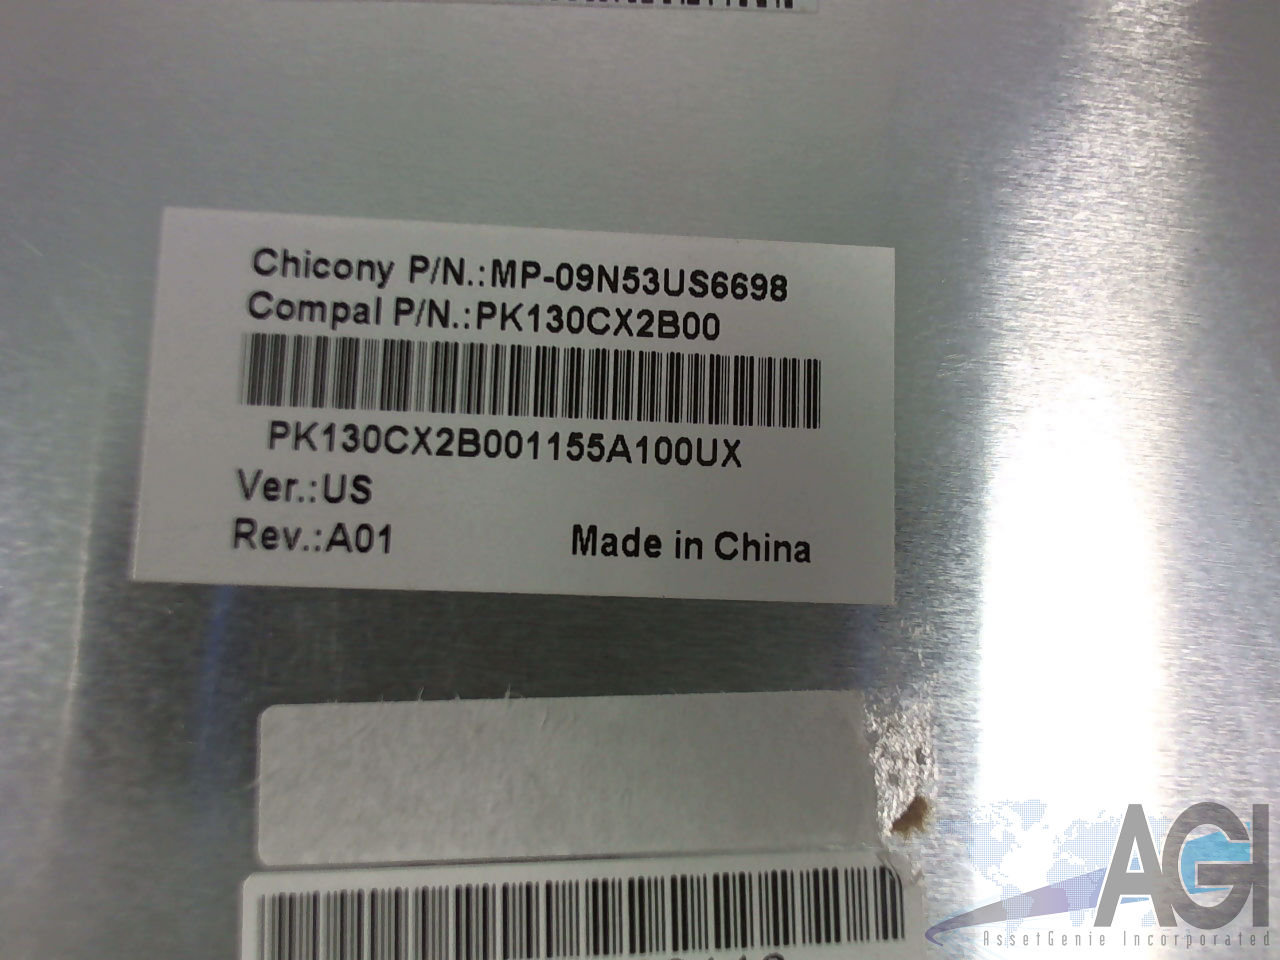 Chicony P/N.:MP-09N53US6698
Compal P/N.:PK130CX2B00
PK130CX2B001155A100UX
Ver.:US
Rev.:A01 Made in China
AGI
AssetGenie Incorporated